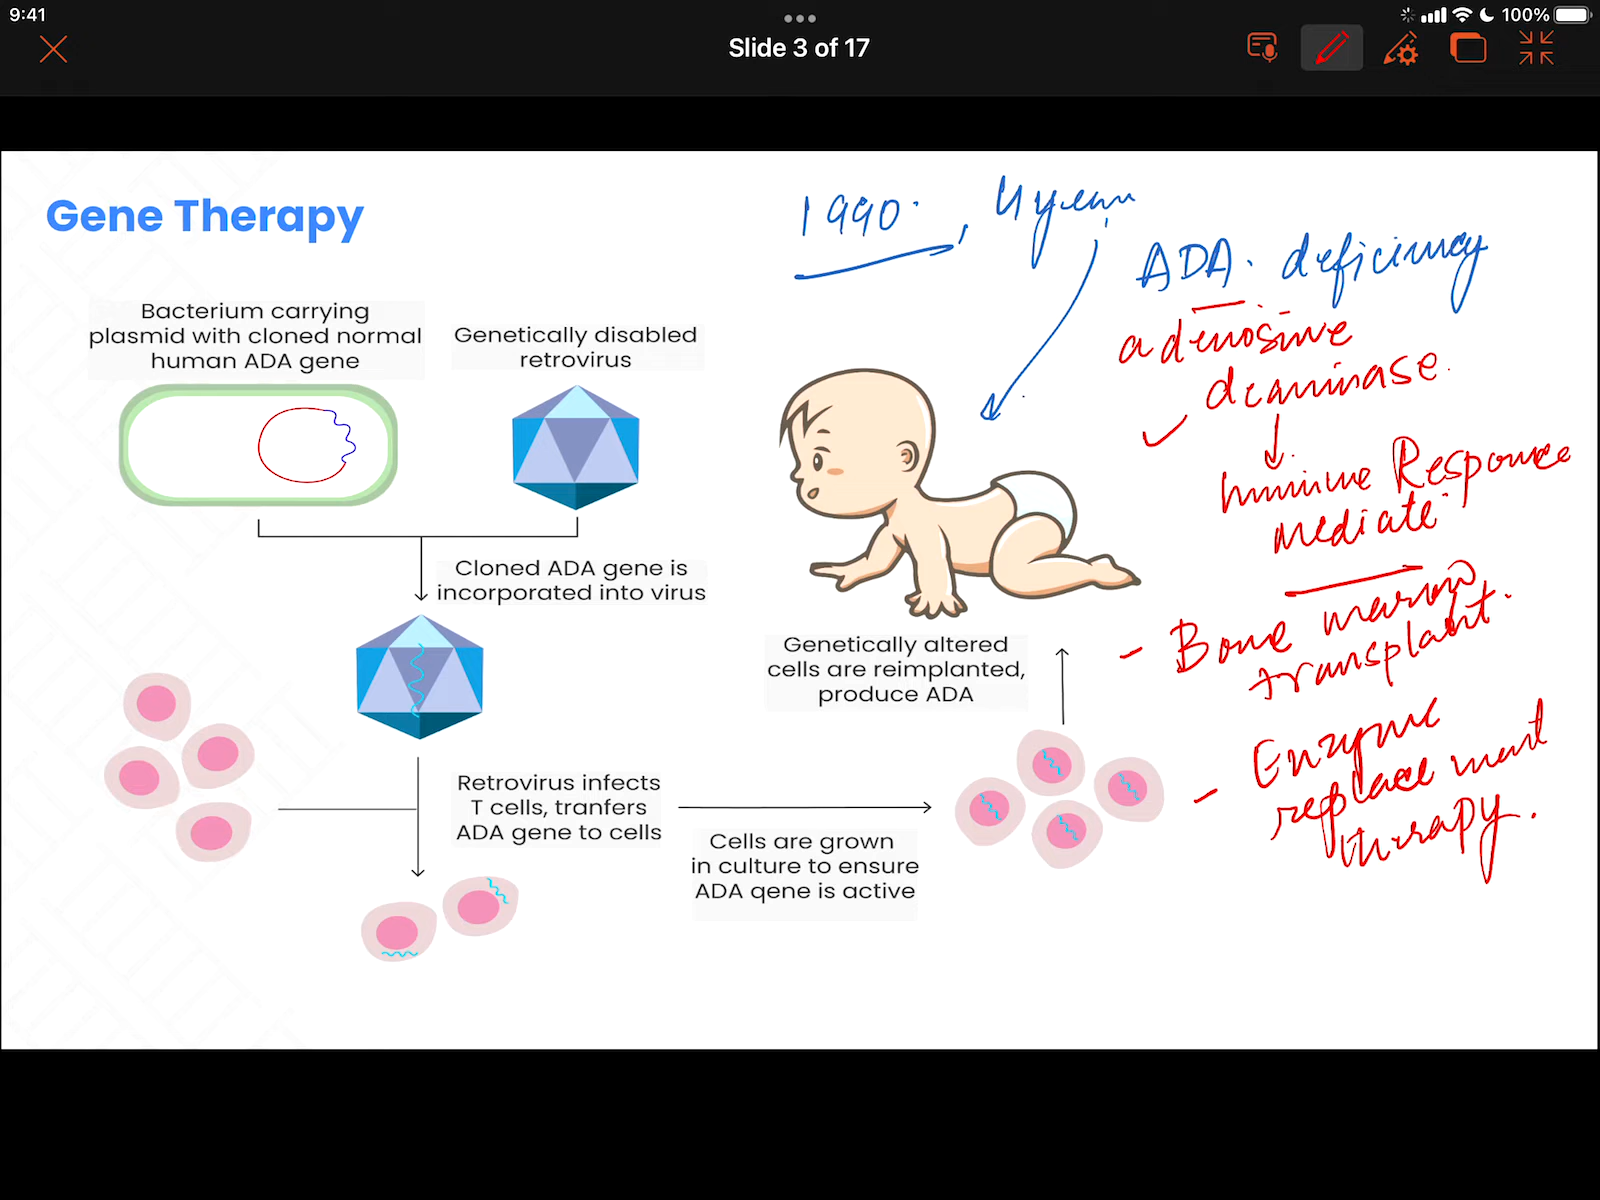 9:41
100%
Slide 3 of 17
Gene Therapy
1990. , 4 year
ADA. deficiency
adenosine
deaminase.
Immune Response
mediate
- Bone marrow
transplant.
- Enzyme
replacement
therapy.
Bacterium carrying
plasmid with cloned normal
human ADA gene
Genetically disabled
retrovirus
Cloned ADA gene is
incorporated into virus
Retrovirus infects
T cells, tranfers
ADA gene to cells
Cells are grown
in culture to ensure
ADA qene is active
Genetically altered
cells are reimplanted,
produce ADA